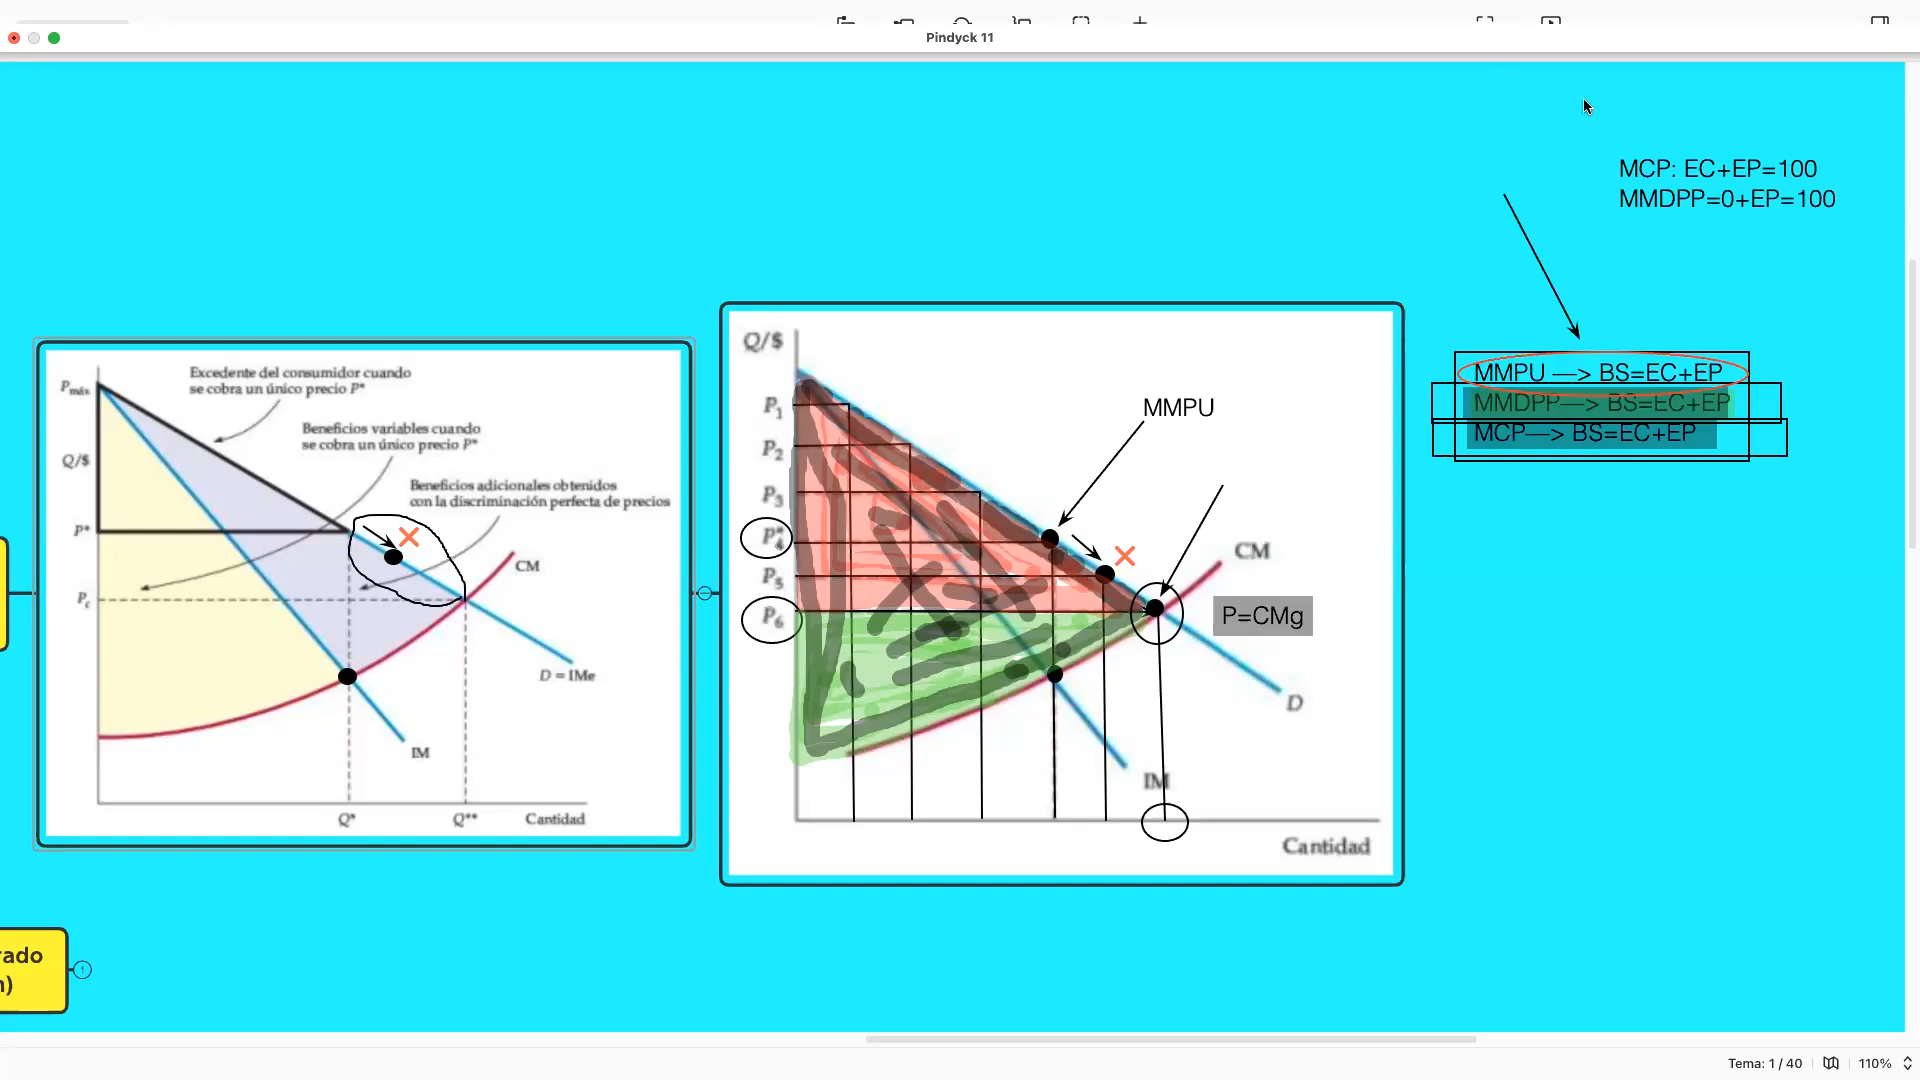 Pindyck 11
MCP: EC+EP=100
MMDPP=0+EP=100
MMPU —> BS=EC+EP
MMDPP—> BS=EC+EP
MCP—> BS=EC+EP
Pmáx
Excedente del consumidor cuando
se cobra un único precio P*
Beneficios variables cuando
se cobra un único precio P*
Q/$
Beneficios adicionales obtenidos
con la discriminación perfecta de precios
P*
CM
Pc
D = IMe
IM
Q*
Q**
Cantidad
Q/$
P1
MMPU
P2
P3
P*4
CM
P5
P6
P=CMg
D
IM
Cantidad
rado
n)
1
Tema: 1 / 40
110%